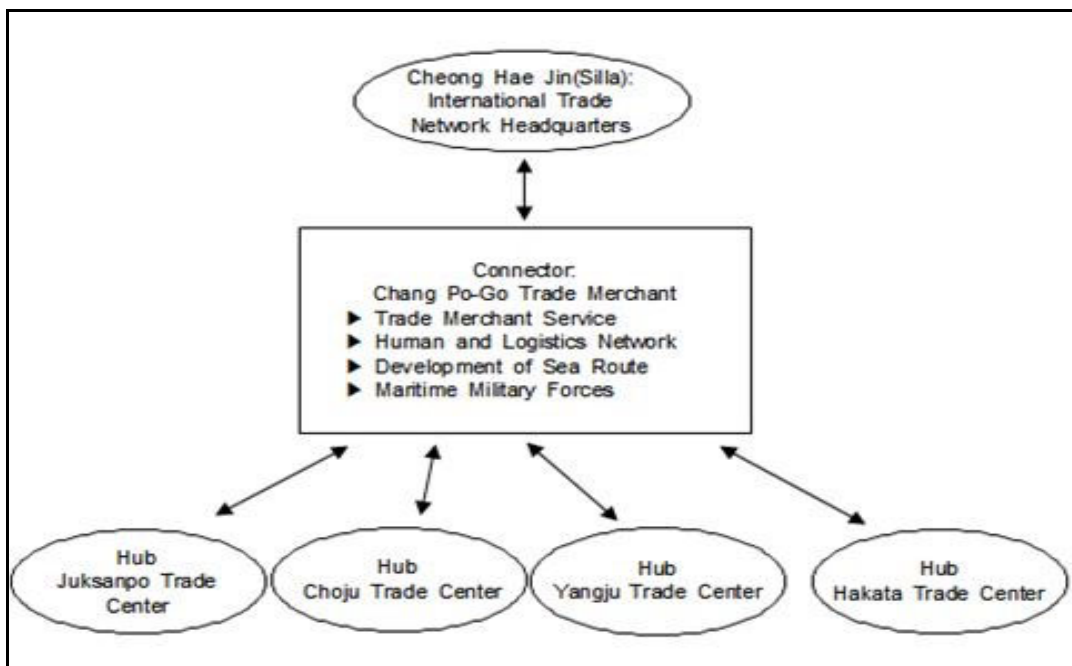 Cheong Hae Jin(Silla):
International Trade
Network Headquarters
Connector:
Chang Po-Go Trade Merchant
▶ Trade Merchant Service
▶ Human and Logistics Network
▶ Development of Sea Route
▶ Maritime Military Forces
Hub
Juksanpo Trade
Center
Hub
Choju Trade Center
Hub
Yangju Trade Center
Hub
Hakata Trade Center